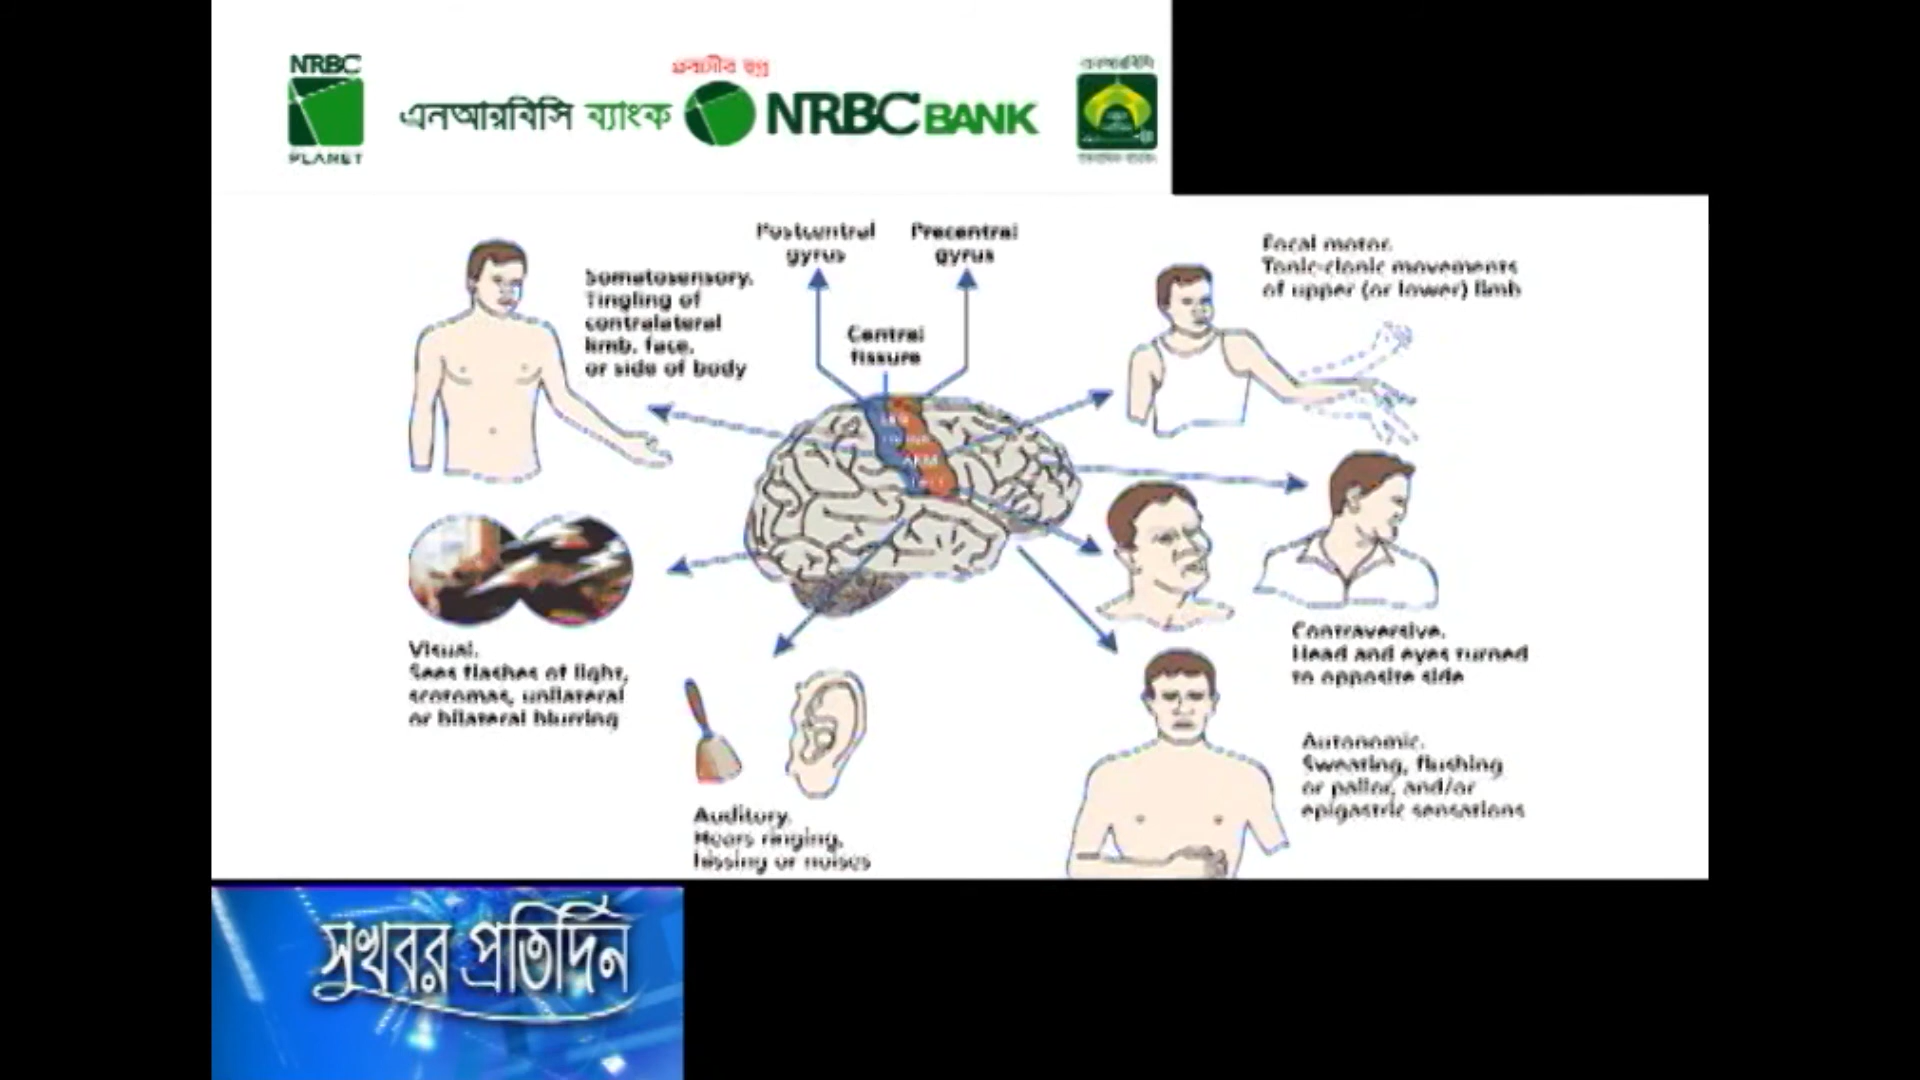 NRBC
PLANET
এনআরবিসি ব্যাংক
NRBC BANK
এনআরবিসি
Postcentral
gyrus
Precentral
gyrus
Central
fissure
Somatosensory.
Tingling of
contralateral
limb, face,
or side of body
Focal motor.
Tonic-clonic movements
of upper (or lower) limb
Visual.
Sees flashes of light,
scotomas, unilateral
or bilateral blurring
Auditory.
Hears ringing,
hissing or noises
Contraversive.
Head and eyes turned
to opposite side
Autonomic.
Sweating, flushing
or pallor, and/or
epigastric sensations
সুখবর প্রতিদিন